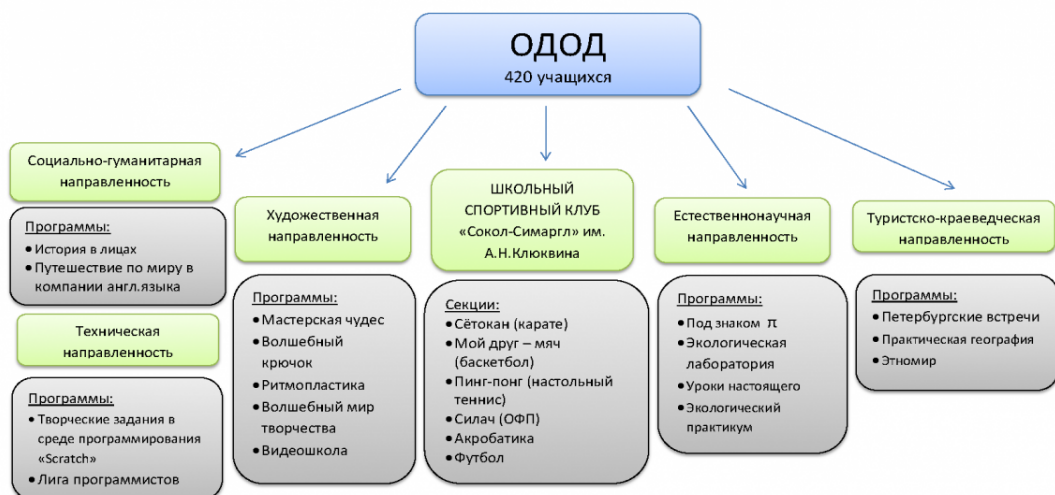 ОДОД
420 учащихся
Социально-гуманитарная
направленность
Программы:
• История в лицах
• Путешествие по миру в
компании англ.языка
Техническая
направленность
Программы:
• Творческие задания в
среде программирования
«Scratch»
• Лига программистов
Художественная
направленность
Программы:
• Мастерская чудес
• Волшебный
крючок
• Ритмопластика
• Волшебный мир
творчества
• Видеошкола
ШКОЛЬНЫЙ
СПОРТИВНЫЙ КЛУБ
«Сокол-Симаргл» им.
А.Н.Клюквина
Секции:
• Сётокан (карате)
• Мой друг – мяч
(баскетбол)
• Пинг-понг (настольный
теннис)
• Силач (ОФП)
• Акробатика
• Футбол
Естественнонаучная
направленность
Программы:
• Под знаком π
• Экологическая
лаборатория
• Уроки настоящего
• Экологический
практикум
Туристско-краеведческая
направленность
Программы:
• Петербургские встречи
• Практическая география
• Этномир